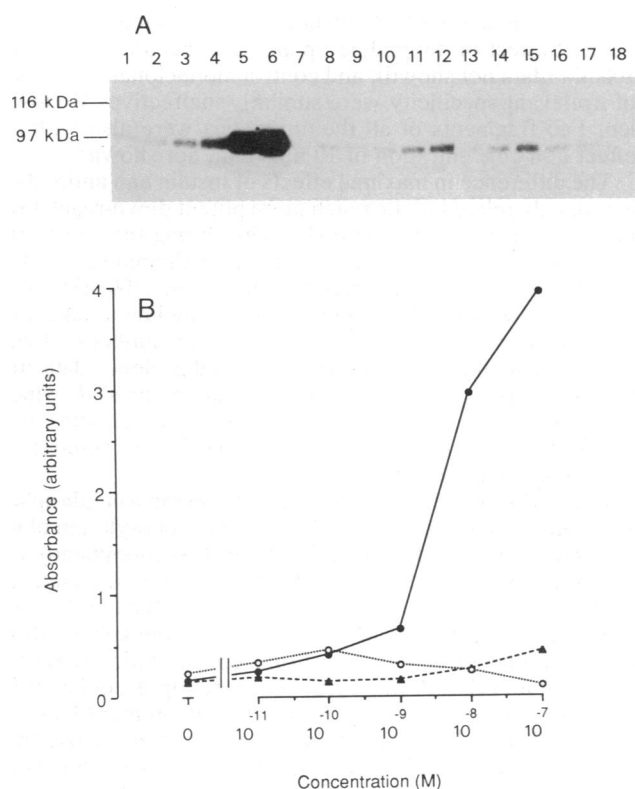 A
1 2 3 4 5 6 7 8 9 10 11 12 13 14 15 16 17 18
116 kDa
97 kDa
B
Absorbance (arbitrary units)
4
3
2
1
0
0 10^-11 10^-10 10^-9 10^-8 10^-7
Concentration (M)